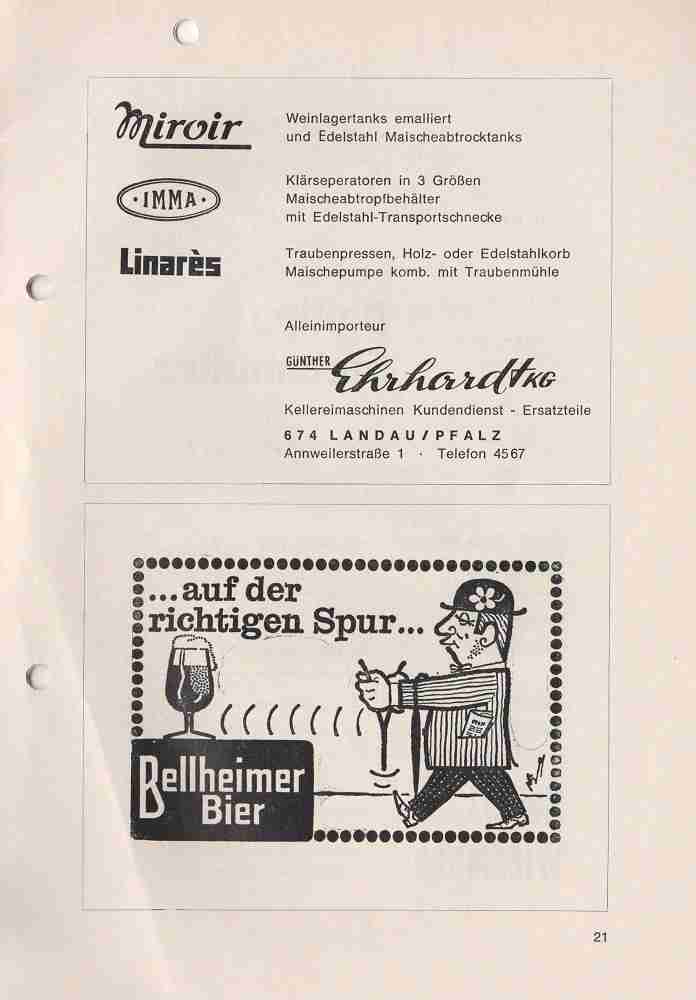 Miroir
Weinlagertanks emalliert
und Edelstahl Maischeabtrocktanks
·IMMA·
Klärseperatoren in 3 Größen
Maischeabtropfbehälter
mit Edelstahl-Transportschnecke
Linarès
Traubenpressen, Holz- oder Edelstahlkorb
Maischepumpe komb. mit Traubenmühle
Alleinimporteur
GÜNTHER Ehrhardt KG
Kellereimaschinen Kundendienst - Ersatzteile
674 LANDAU/PFALZ
Annweilerstraße 1 · Telefon 4567
...auf der
richtigen Spur...
Bellheimer
Bier
21